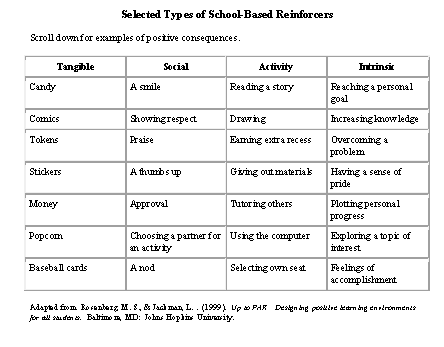 Selected Types of School-Based Reinforcers
Scroll down for examples of positive consequences.
Tangible Social Activity Intrinsic
Candy A smile Reading a story Reaching a personal
goal
Comics Showing respect Drawing Increasing knowledge
Tokens Praise Earning extra recess Overcoming a
problem
Stickers A thumbs up Giving out materials Having a sense of
pride
Money Approval Tutoring others Plotting personal
progress
Popcorn Choosing a partner for Using the computer Exploring a topic of
an activity interest
Baseball cards A nod Selecting own seat Feelings of
accomplishment
Adapted from Rosenberg, M. S., & Jackman, L. . (1999). Up to PAR Designing positive learning environments
for all students. Baltimore, MD: Johns Hopkins University.